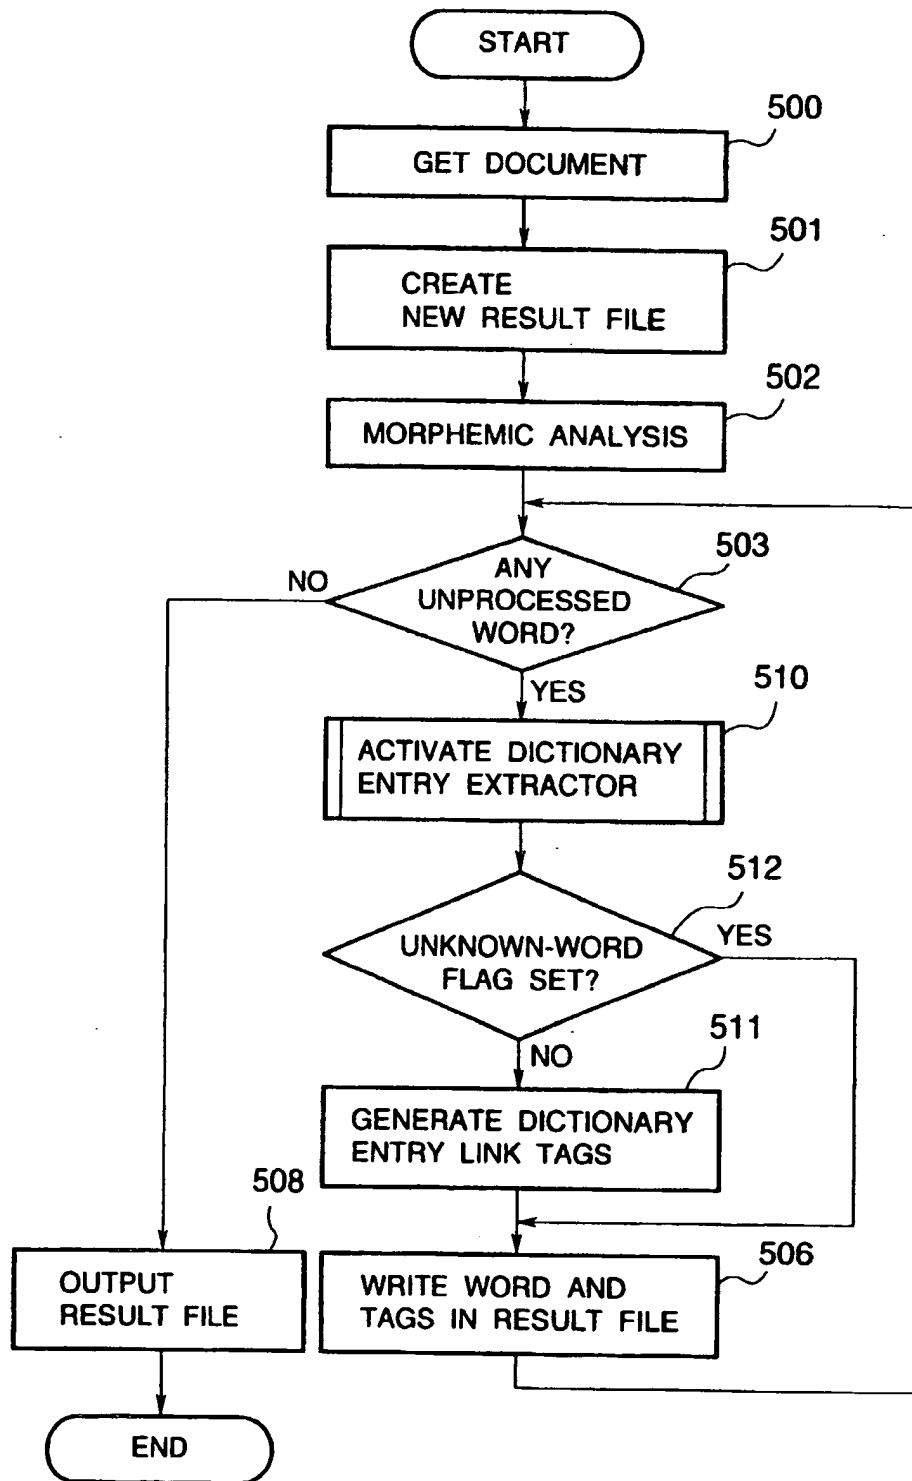 START
500
GET DOCUMENT
501
CREATE
NEW RESULT FILE
502
MORPHEMIC ANALYSIS
503
NO
ANY
UNPROCESSED
WORD?
YES
510
ACTIVATE DICTIONARY
ENTRY EXTRACTOR
512
UNKNOWN-WORD
FLAG SET?
YES
NO
511
GENERATE DICTIONARY
ENTRY LINK TAGS
508
OUTPUT
RESULT FILE
506
WRITE WORD AND
TAGS IN RESULT FILE
END